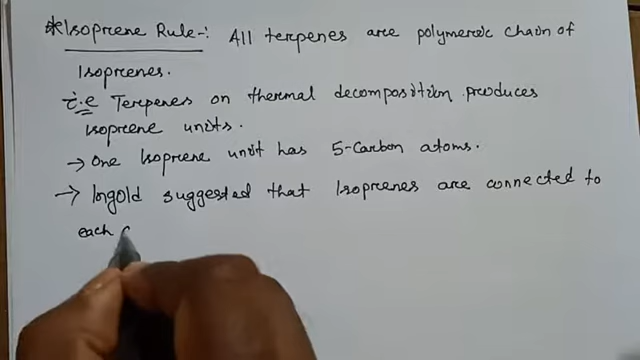 *Isoprene Rule-: All terpenes are polymeric chain of
Isoprenes.
i.e Terpenes on thermal decomposition produces
isoprene units.
→ One Isoprene unit has 5-Carbon atoms.
→ Ingold suggested that Isoprenes are connected to
each